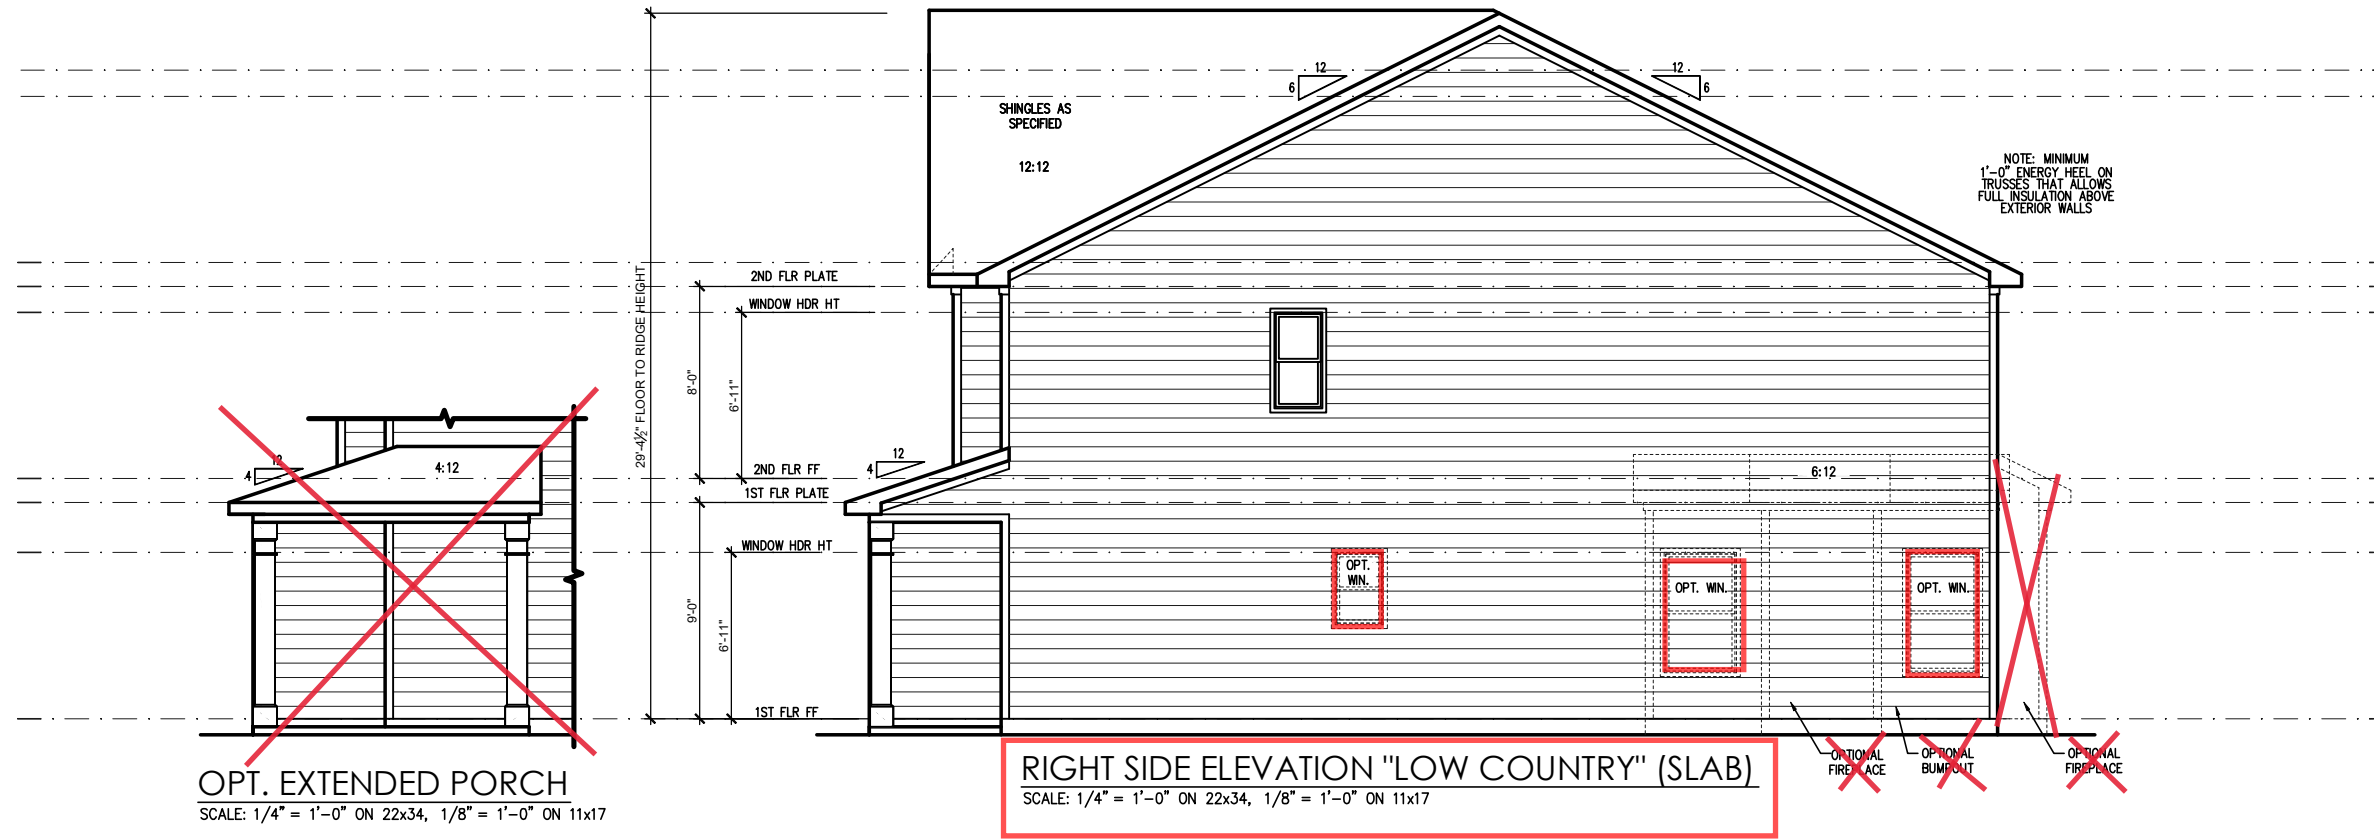 12
6
12
6
SHINGLES AS
SPECIFIED
12:12
NOTE: MINIMUM
1'-0" ENERGY HEEL ON
TRUSSES THAT ALLOWS
FULL INSULATION ABOVE
EXTERIOR WALLS
29'-4½" FLOOR TO RIDGE HEIGHT
2ND FLR PLATE
WINDOW HDR HT
8'-0"
6'-11"
12
4
4:12
12
4
2ND FLR FF
1ST FLR PLATE
6:12
WINDOW HDR HT
9'-0"
6'-11"
OPT.
WIN.
OPT. WIN.
OPT. WIN.
1ST FLR FF
OPTIONAL
FIREPLACE
OPTIONAL
BUMPOUT
OPTIONAL
FIREPLACE
OPT. EXTENDED PORCH
SCALE: 1/4" = 1'-0" ON 22x34, 1/8" = 1'-0" ON 11x17
RIGHT SIDE ELEVATION "LOW COUNTRY" (SLAB)
SCALE: 1/4" = 1'-0" ON 22x34, 1/8" = 1'-0" ON 11x17